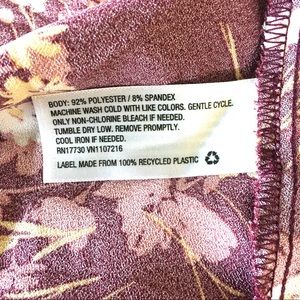 BODY: 92% POLYESTER / 8% SPANDEX
MACHINE WASH COLD WITH LIKE COLORS. GENTLE CYCLE.
ONLY NON-CHLORINE BLEACH IF NEEDED.
TUMBLE DRY LOW. REMOVE PROMPTLY.
COOL IRON IF NEEDED.
RN17730 VN1107216
LABEL MADE FROM 100% RECYCLED PLASTIC